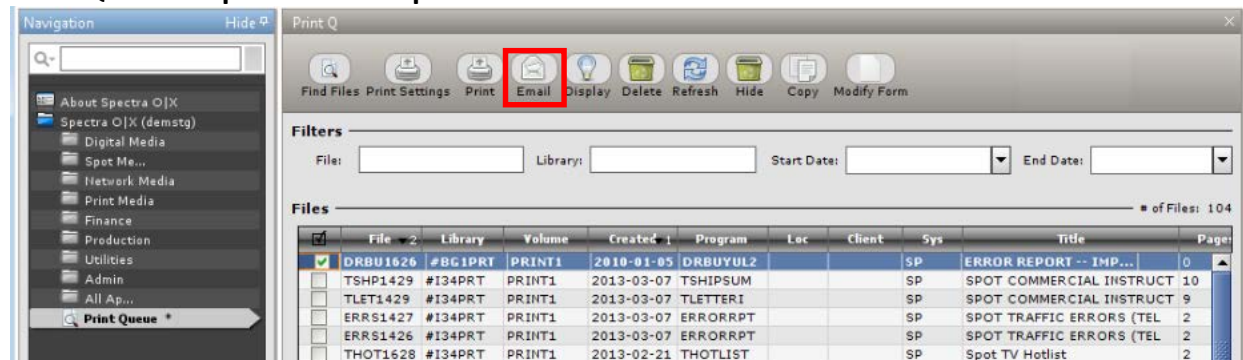 Navigation Hide
Print Q
Find Files Print Settings Print Email Display Delete Refresh Hide Copy Modify Form
About Spectra O|X
Spectra O|X (demstg)
Digital Media
Spot Me...
Network Media
Print Media
Finance
Production
Utilities
Admin
All Ap...
Print Queue *
Filters
File: Library: Start Date: End Date:
Files # of Files: 104
File 2 Library Volume Created 1 Program Loc Client Sys Title Page
DRBU1626 #BG1PRT PRINT1 2010-01-05 DRBUYUL2 SP ERROR REPORT -- IMP... 0
TSHP1429 #I34PRT PRINT1 2013-03-07 TSHIPSUM SP SPOT COMMERCIAL INSTRUCT 10
TLET1429 #I34PRT PRINT1 2013-03-07 TLETTERI SP SPOT COMMERCIAL INSTRUCT 9
ERRS1427 #I34PRT PRINT1 2013-03-07 ERRORRPT SP SPOT TRAFFIC ERRORS (TEL 2
ERRS1426 #I34PRT PRINT1 2013-03-07 ERRORRPT SP SPOT TRAFFIC ERRORS (TEL 2
THOT1628 #I34PRT PRINT1 2013-02-21 THOTLIST SP Spot TV Hotlist